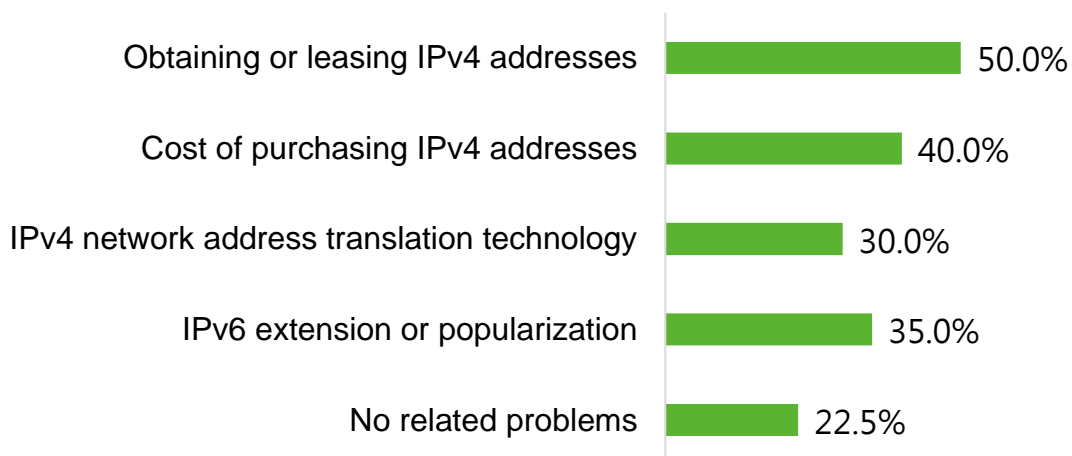 Obtaining or leasing IPv4 addresses 50.0%
Cost of purchasing IPv4 addresses 40.0%
IPv4 network address translation technology 30.0%
IPv6 extension or popularization 35.0%
No related problems 22.5%